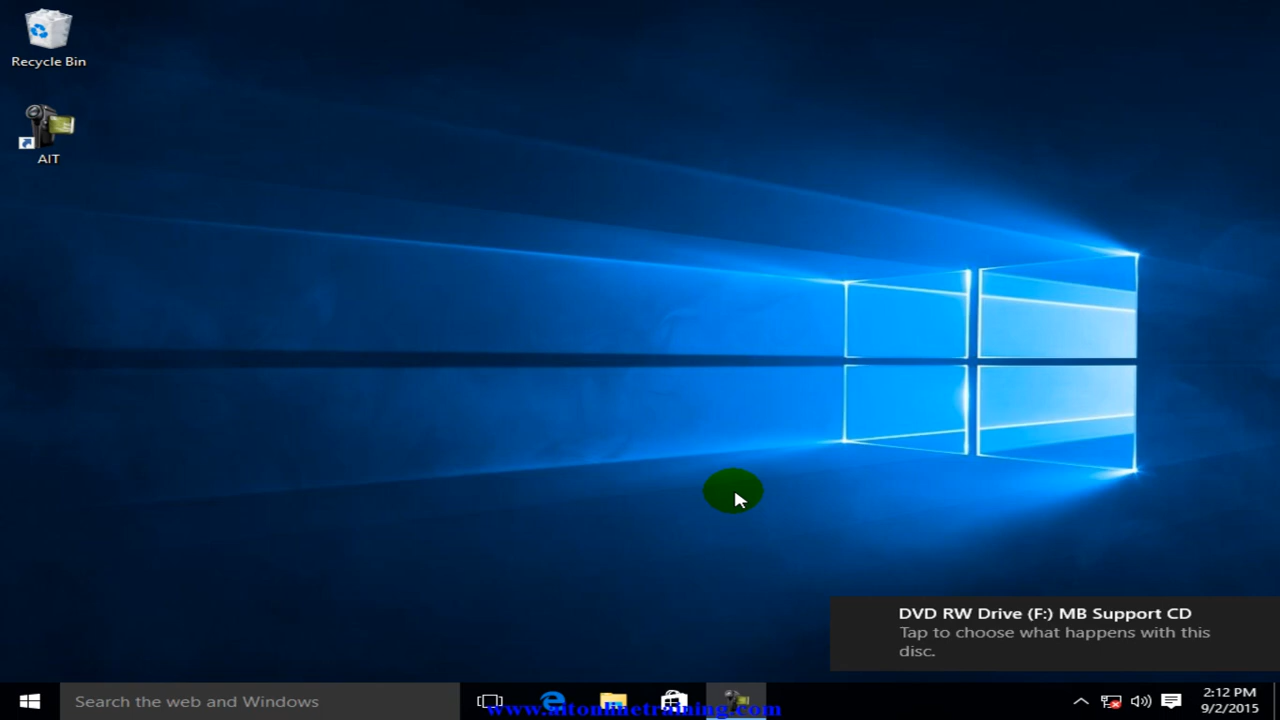 Recycle Bin
AIT
DVD RW Drive (F:) MB Support CD
Tap to choose what happens with this
disc.
Search the web and Windows
2:12 PM
9/2/2015
www.aitonlinetraining.com